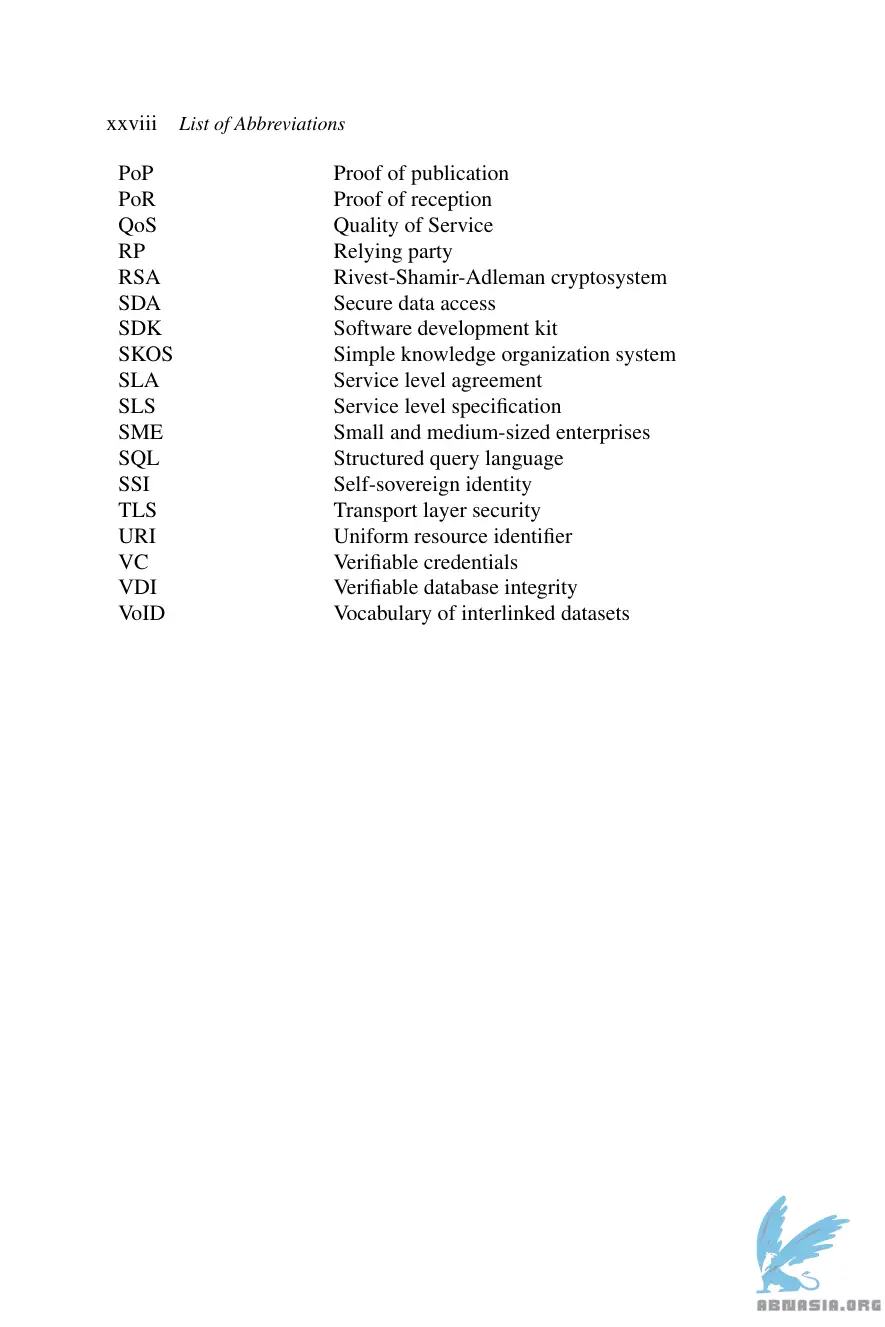 xxviii List of Abbreviations
PoP Proof of publication
PoR Proof of reception
QoS Quality of Service
RP Relying party
RSA Rivest-Shamir-Adleman cryptosystem
SDA Secure data access
SDK Software development kit
SKOS Simple knowledge organization system
SLA Service level agreement
SLS Service level specification
SME Small and medium-sized enterprises
SQL Structured query language
SSI Self-sovereign identity
TLS Transport layer security
URI Uniform resource identifier
VC Verifiable credentials
VDI Verifiable database integrity
VoID Vocabulary of interlinked datasets
ABNASIA.ORG